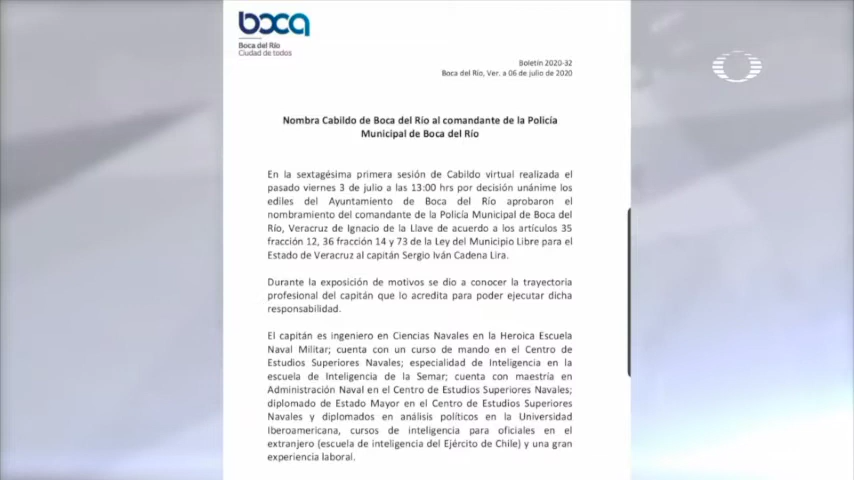 boca
Boca del Río
Ciudad de todos
Boletín 2020-32
Boca del Río, Ver. a 06 de julio de 2020
Nombra Cabildo de Boca del Río al comandante de la Policía
Municipal de Boca del Río
En la sextagésima primera sesión de Cabildo virtual realizada el
pasado viernes 3 de julio a las 13:00 hrs por decisión unánime los
ediles del Ayuntamiento de Boca del Río aprobaron el
nombramiento del comandante de la Policía Municipal de Boca del
Río, Veracruz de Ignacio de la Llave de acuerdo a los artículos 35
fracción 12, 36 fracción 14 y 73 de la Ley del Municipio Libre para el
Estado de Veracruz al capitán Sergio Iván Cadena Lira.
Durante la exposición de motivos se dio a conocer la trayectoria
profesional del capitán que lo acredita para poder ejecutar dicha
responsabilidad.
El capitán es ingeniero en Ciencias Navales en la Heroica Escuela
Naval Militar; cuenta con un curso de mando en el Centro de
Estudios Superiores Navales; especialidad de Inteligencia en la
escuela de Inteligencia de la Semar; cuenta con maestría en
Administración Naval en el Centro de Estudios Superiores Navales;
diplomado de Estado Mayor en el Centro de Estudios Superiores
Navales y diplomados en análisis políticos en la Universidad
Iberoamericana, cursos de inteligencia para oficiales en el
extranjero (escuela de inteligencia del Ejército de Chile) y una gran
experiencia laboral.